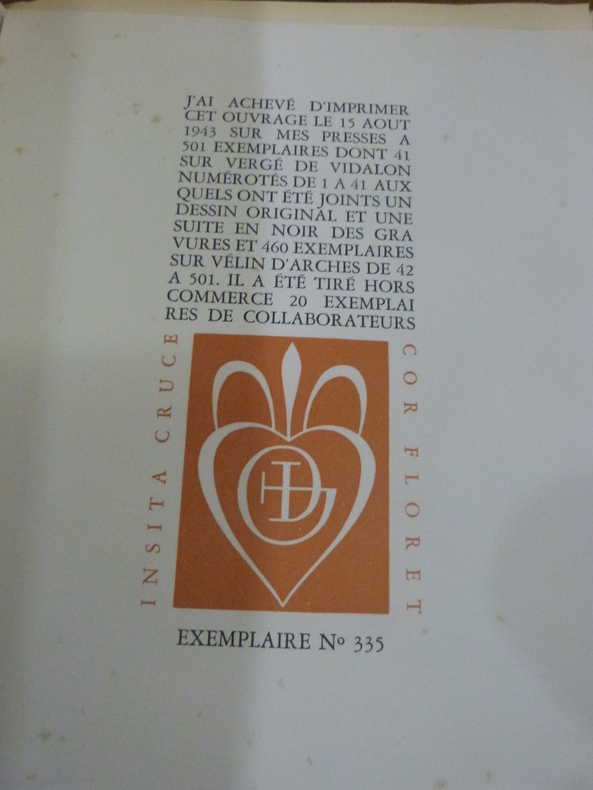 J'AI ACHEVÉ D'IMPRIMER
CET OUVRAGE LE 15 AOUT
1943 SUR MES PRESSES A
501 EXEMPLAIRES DONT 41
SUR VERGÉ DE VIDALON
NUMÉROTÉS DE 1 A 41 AUX
QUELS ONT ÉTÉ JOINTS UN
DESSIN ORIGINAL ET UNE
SUITE EN NOIR DES GRA
VURES ET 460 EXEMPLAIRES
SUR VÉLIN D'ARCHES DE 42
A 501. IL A ÉTÉ TIRÉ HORS
COMMERCE 20 EXEMPLAI
RES DE COLLABORATEURS
INSITA CRUCE
COR FLORET
EXEMPLAIRE Nº 335